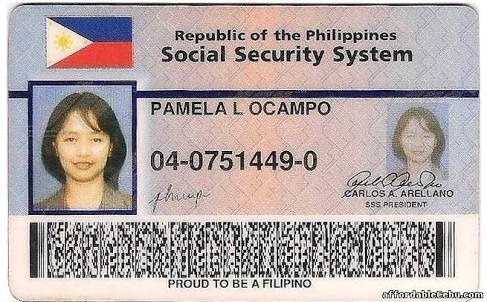 Republic of the Philippines
Social Security System
PAMELA L OCAMPO
04-0751449-0
CARLOS A. ARELLANO
SSS PRESIDENT
PROUD TO BE A FILIPINO
affordableCebu.com